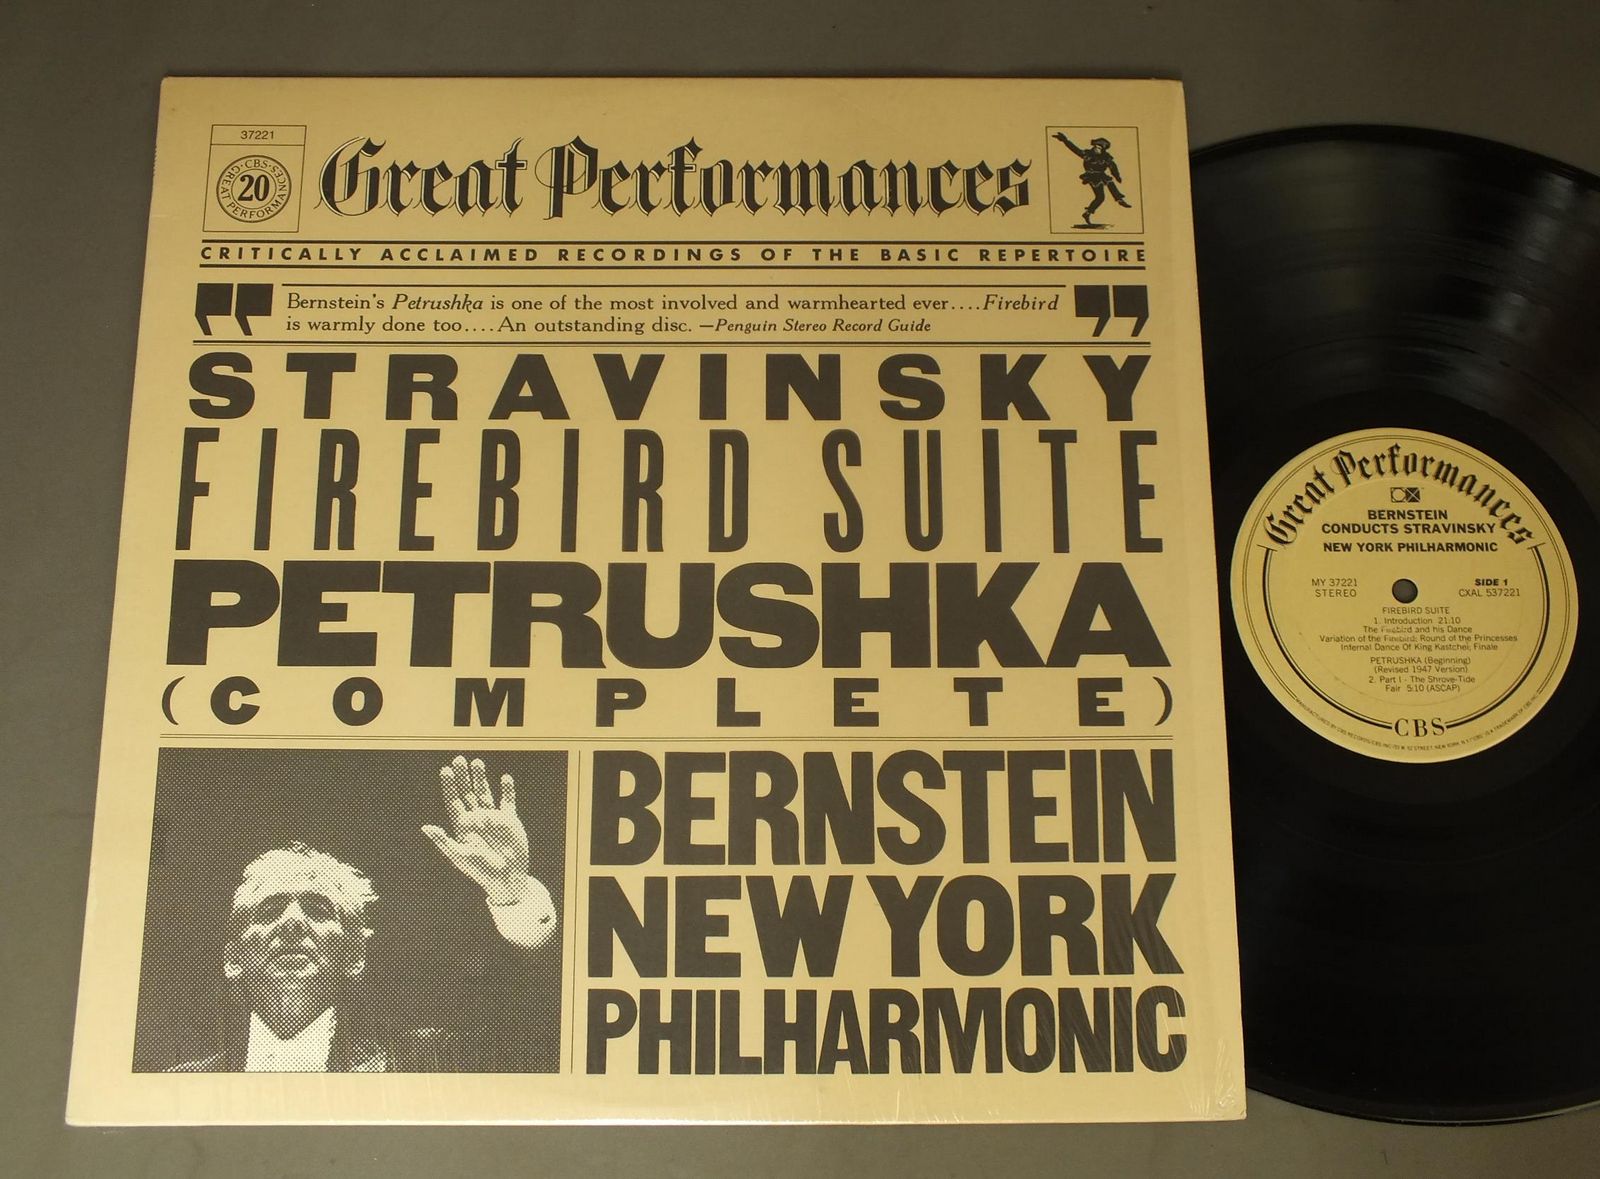 37221
·CBS·
GREAT PERFORMANCES
20
Great Performances
CRITICALLY ACCLAIMED RECORDINGS OF THE BASIC REPERTOIRE
“ Bernstein's Petrushka is one of the most involved and warmhearted ever....Firebird ”
is warmly done too....An outstanding disc. —Penguin Stereo Record Guide
STRAVINSKY
FIREBIRD SUITE
PETRUSHKA
(COMPLETE)
BERNSTEIN
NEW YORK
PHILHARMONIC
Great Performances
CX
BERNSTEIN
CONDUCTS STRAVINSKY
NEW YORK PHILHARMONIC
MY 37221
STEREO
SIDE 1
CXAL 537221
FIREBIRD SUITE
1. Introduction 21:10
The Firebird and his Dance
Variation of the Firebird; Round of the Princesses
Infernal Dance Of King Kastchei; Finale
PETRUSHKA (Beginning)
(Revised 1947 Version)
2. Part I - The Shrove-Tide
Fair 5:10 (ASCAP)
CBS